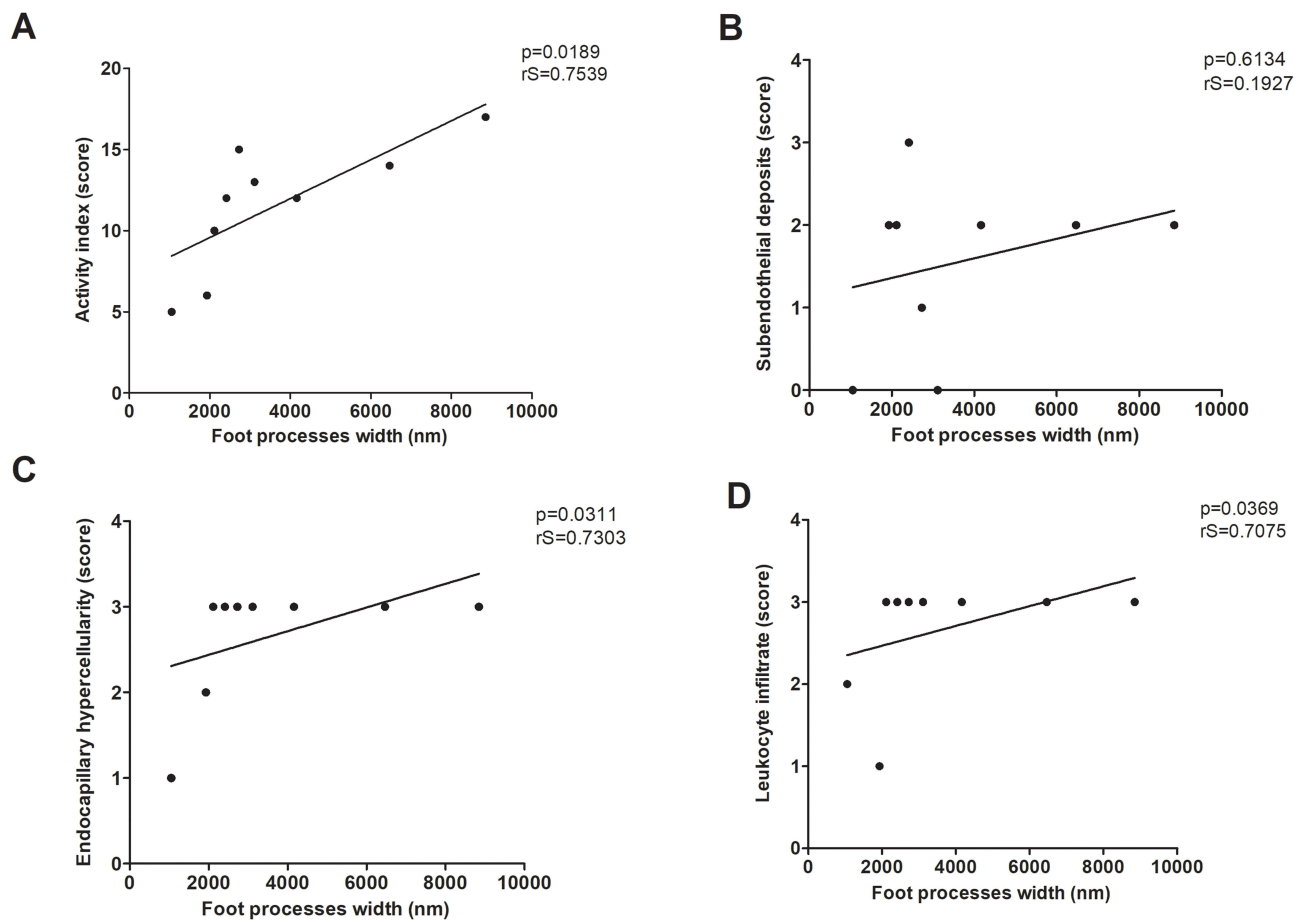 A
p=0.0189
rS=0.7539
20
15
10
5
0
Activity index (score)
0 2000 4000 6000 8000 10000
Foot processes width (nm)
B
p=0.6134
rS=0.1927
4
3
2
1
0
Subendothelial deposits (score)
0 2000 4000 6000 8000 10000
Foot processes width (nm)
C
p=0.0311
rS=0.7303
4
3
2
1
0
Endocapillary hypercellularity (score)
0 2000 4000 6000 8000 10000
Foot processes width (nm)
D
p=0.0369
rS=0.7075
4
3
2
1
0
Leukocyte infiltrate (score)
0 2000 4000 6000 8000 10000
Foot processes width (nm)